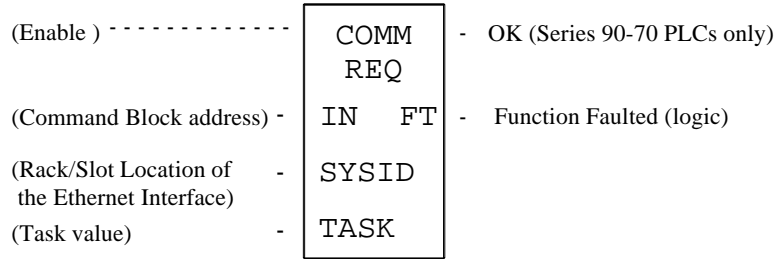 (Enable ) - - - - - - - - - - - - - COMM - OK (Series 90-70 PLCs only)
REQ
(Command Block address) - IN FT - Function Faulted (logic)
(Rack/Slot Location of - SYSID
the Ethernet Interface)
(Task value) - TASK